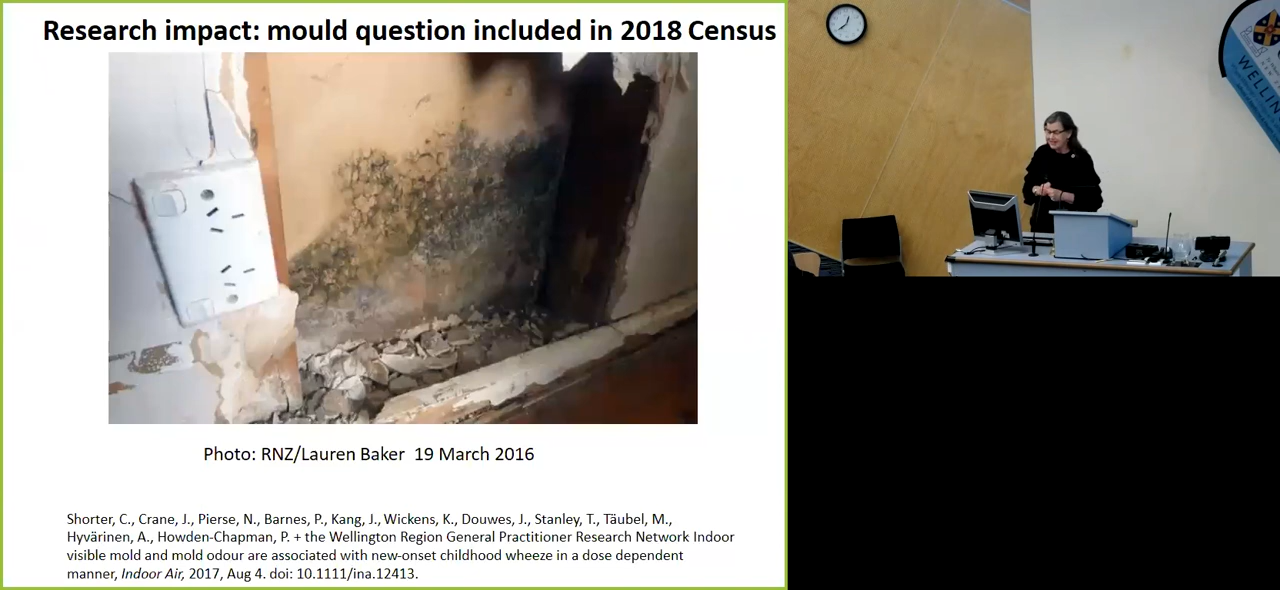 Research impact: mould question included in 2018 Census
Photo: RNZ/Lauren Baker  19 March 2016
Shorter, C., Crane, J., Pierse, N., Barnes, P., Kang, J., Wickens, K., Douwes, J., Stanley, T., Täubel, M.,
Hyvärinen, A., Howden-Chapman, P. + the Wellington Region General Practitioner Research Network Indoor
visible mold and mold odour are associated with new-onset childhood wheeze in a dose dependent
manner, Indoor Air, 2017, Aug 4. doi: 10.1111/ina.12413.
WELLIN